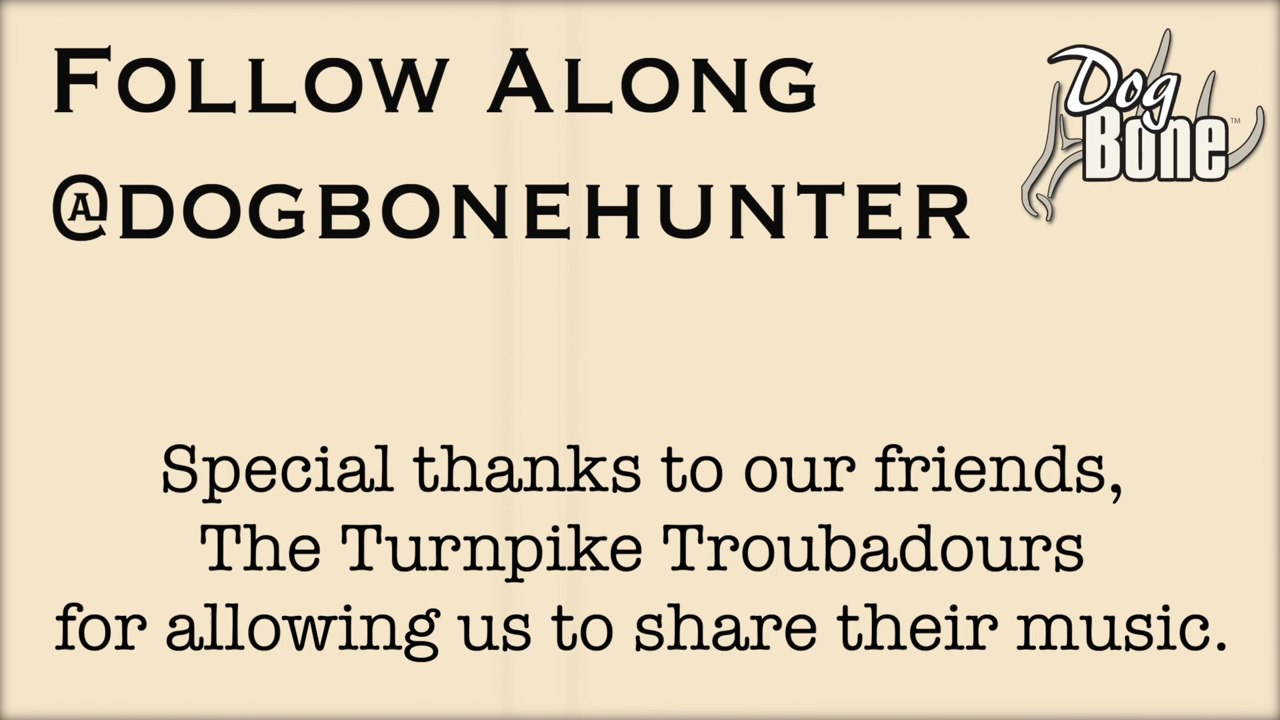 Follow Along
@dogbonehunter
Dog
Bone™
Special thanks to our friends,
The Turnpike Troubadours
for allowing us to share their music.